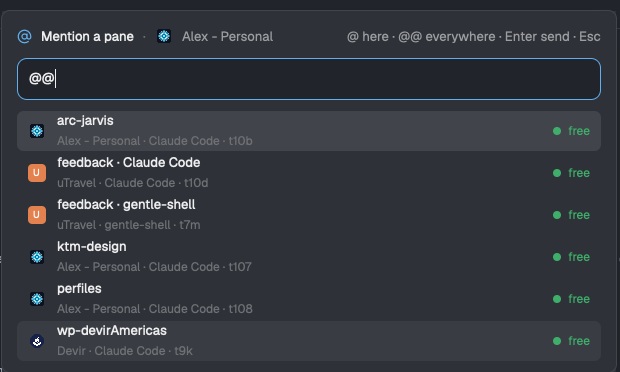 @ Mention a pane · Alex - Personal @ here · @@ everywhere · Enter send · Esc
@@
arc-jarvis
Alex - Personal · Claude Code · t10b
free
U
feedback · Claude Code
uTravel · Claude Code · t10d
free
U
feedback · gentle-shell
uTravel · gentle-shell · t7m
free
ktm-design
Alex - Personal · Claude Code · t107
free
perfiles
Alex - Personal · Claude Code · t108
free
wp-devirAmericas
Devir · Claude Code · t9k
free